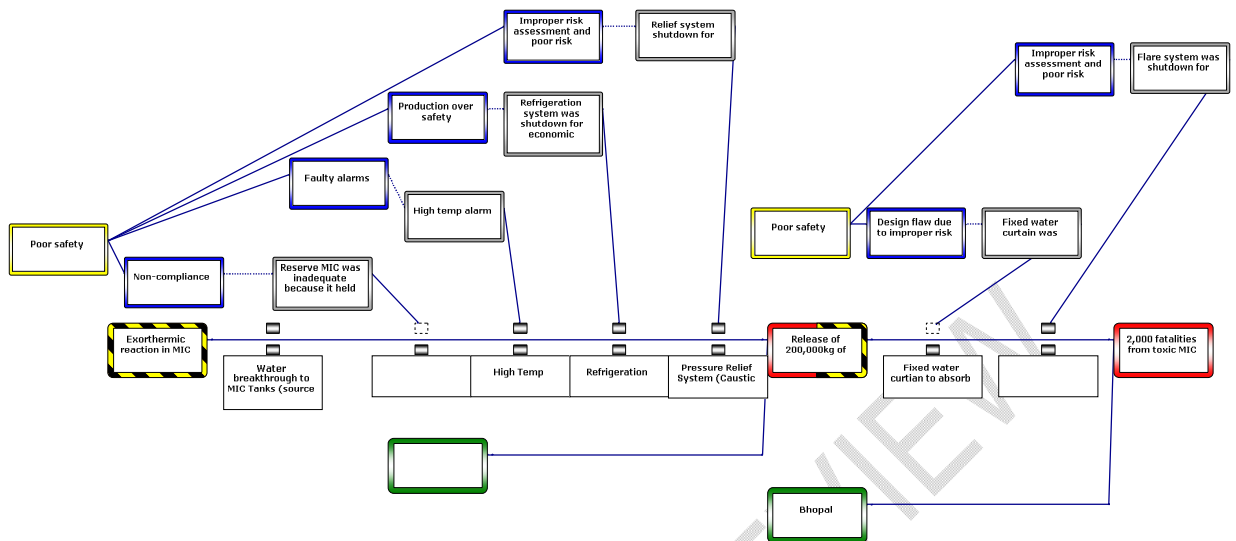 Improper risk
assessment and
poor risk
Relief system
shutdown for
Improper risk
assessment and
poor risk
Flare system was
shutdown for
Production over
safety
Refrigeration
system was
shutdown for
economic
Faulty alarms
High temp alarm
Poor safety
Non-compliance
Reserve MIC was
inadequate
because it held
Poor safety
Design flaw due
to improper risk
Fixed water
curtain was
Exorthermic
reaction in MIC
Water
breakthrough to
MIC Tanks (source
High Temp
Refrigeration
Pressure Relief
System (Caustic
Release of
200,000kg of
Fixed water
curtian to absorb
2,000 fatalities
from toxic MIC
Bhopal
VIEW